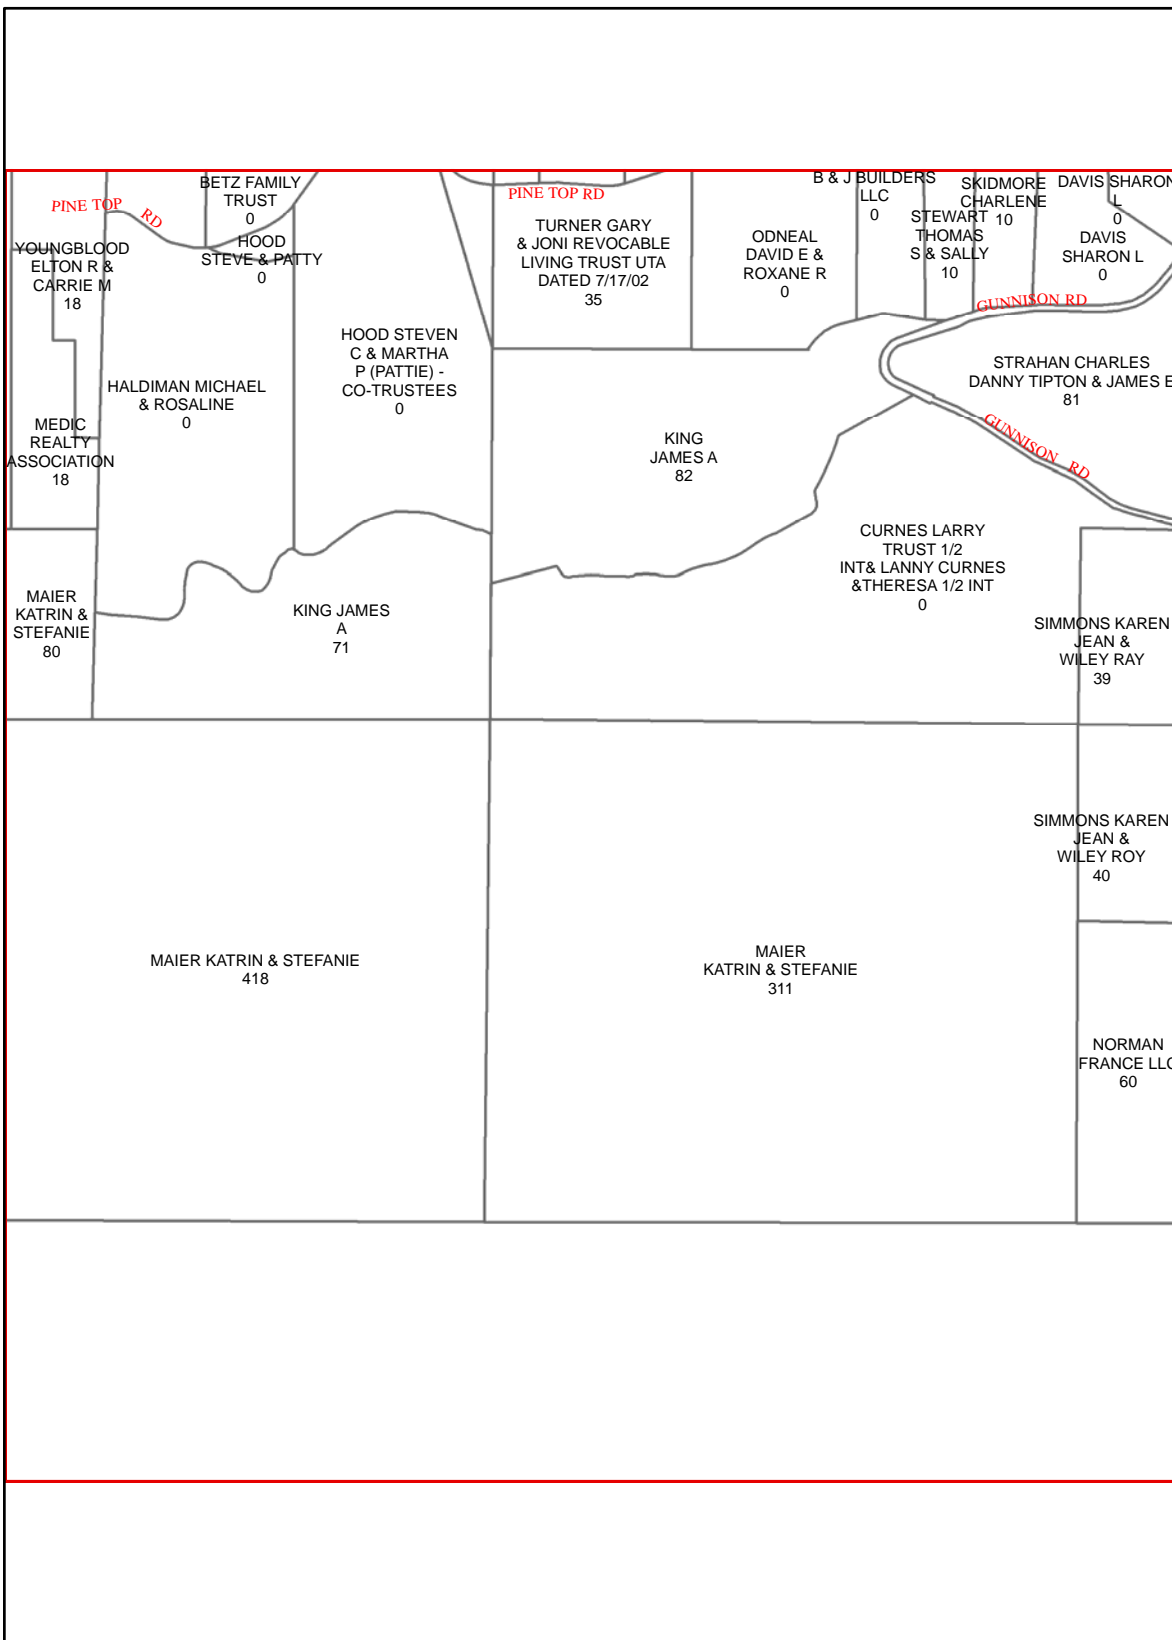 BETZ FAMILY
TRUST
0
PINE TOP RD
HOOD
STEVE & PATTY
0
YOUNGBLOOD
ELTON R &
CARRIE M
18
PINE TOP RD
TURNER GARY
& JONI REVOCABLE
LIVING TRUST UTA
DATED 7/17/02
35
ODNEAL
DAVID E &
ROXANE R
0
B & J BUILDERS
LLC
0
STEWART
THOMAS
S & SALLY
10
SKIDMORE
CHARLENE
10
DAVIS SHARON
L
0
DAVIS
SHARON L
0
GUNNISON RD
HOOD STEVEN
C & MARTHA
P (PATTIE) -
CO-TRUSTEES
0
HALDIMAN MICHAEL
& ROSALINE
0
STRAHAN CHARLES
DANNY TIPTON & JAMES E
81
GUNNISON RD
MEDIC
REALTY
ASSOCIATION
18
KING
JAMES A
82
CURNES LARRY
TRUST 1/2
INT& LANNY CURNES
&THERESA 1/2 INT
0
MAIER
KATRIN &
STEFANIE
80
KING JAMES
A
71
SIMMONS KAREN
JEAN &
WILEY RAY
39
SIMMONS KAREN
JEAN &
WILEY ROY
40
MAIER KATRIN & STEFANIE
418
MAIER
KATRIN & STEFANIE
311
NORMAN
FRANCE LLC
60